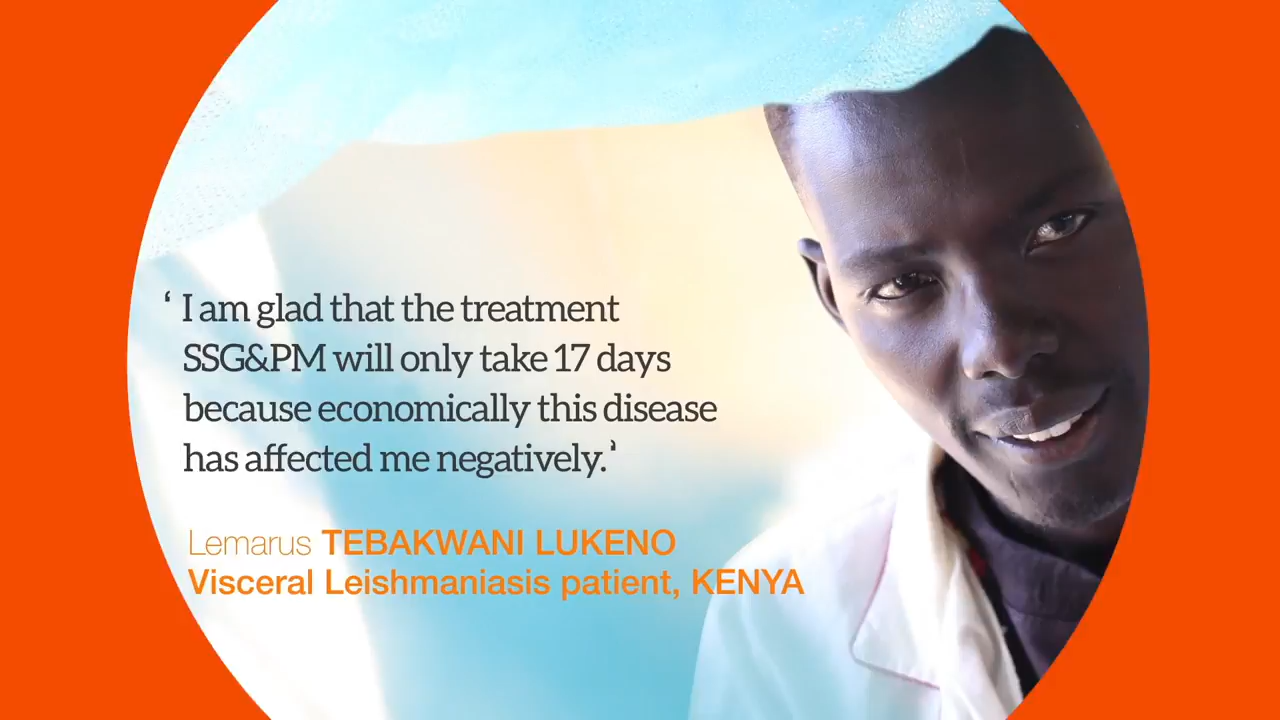 ‘ I am glad that the treatment
SSG&PM will only take 17 days
because economically this disease
has affected me negatively.’
Lemarus TEBAKWANI LUKENO
Visceral Leishmaniasis patient, KENYA